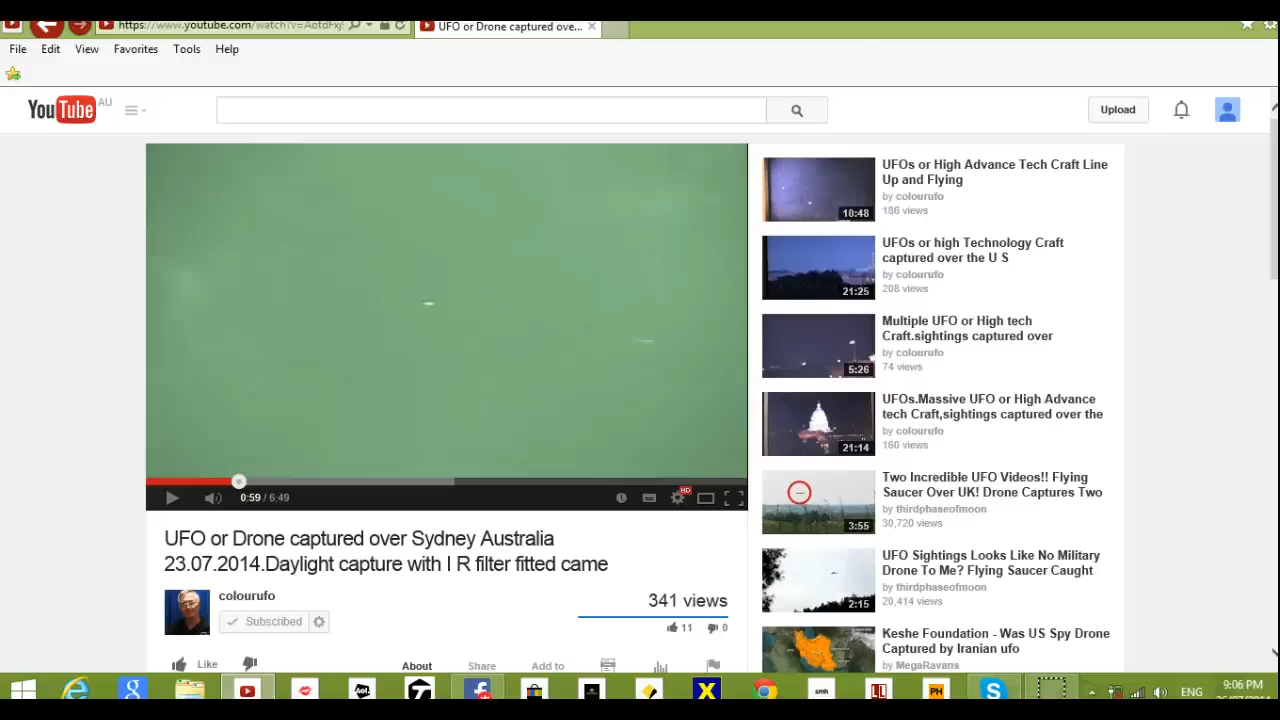 https://www.youtube.com/watch?v=AotdFxj
UFO or Drone captured ove...
File Edit View Favorites Tools Help
YouTube AU
Upload
UFOs or High Advance Tech Craft Line
Up and Flying
by colourufo
186 views
10:48
UFOs or high Technology Craft
captured over the U S
by colourufo
208 views
21:25
Multiple UFO or High tech
Craft.sightings captured over
by colourufo
74 views
5:26
UFOs.Massive UFO or High Advance
tech Craft,sightings captured over the
by colourufo
160 views
21:14
Two Incredible UFO Videos!! Flying
Saucer Over UK! Drone Captures Two
by thirdphaseofmoon
30,720 views
3:55
UFO Sightings Looks Like No Military
Drone To Me? Flying Saucer Caught
by thirdphaseofmoon
20,414 views
2:15
Keshe Foundation - Was US Spy Drone
Captured by Iranian ufo
by MegaRavans
0:59 / 6:49
HD
UFO or Drone captured over Sydney Australia
23.07.2014.Daylight capture with I R filter fitted came
colourufo
Subscribed
341 views
11 0
Like
About Share Add to
Aol.
smh
PH
ENG
9:06 PM